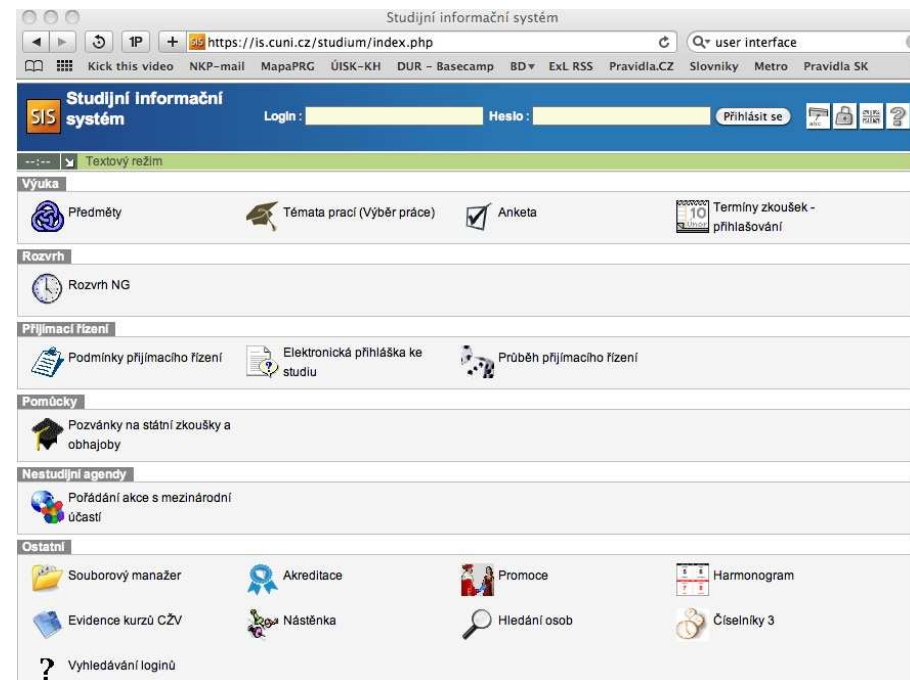 Studijní informační systém
1P + https://is.cuni.cz/studium/index.php user interface
Kick this video NKP-mail MapaPRG ÚISK-KH DUR - Basecamp BD ExL RSS Pravidla.CZ Slovniky Metro Pravidla SK
SIS Studijní informační
systém
Login : Heslo : Přihlásit se
--:-- Textový režim
Výuka
Předměty Témata prací (Výběr práce) Anketa
10 Termíny zkoušek -
přihlašování
Rozvrh
Rozvrh NG
Přijímací řízení
Podmínky přijímacího řízení
Elektronická přihláška ke
studiu
Průběh přijímacího řízení
Pomůcky
Pozvánky na státní zkoušky a
obhajoby
Nestudijní agendy
Pořádání akce s mezinárodní
účastí
Ostatní
Souborový manažer Akreditace Promoce Harmonogram
Evidence kurzů CŽV Nástěnka Hledání osob Číselníky 3
? Vyhledávání loginů